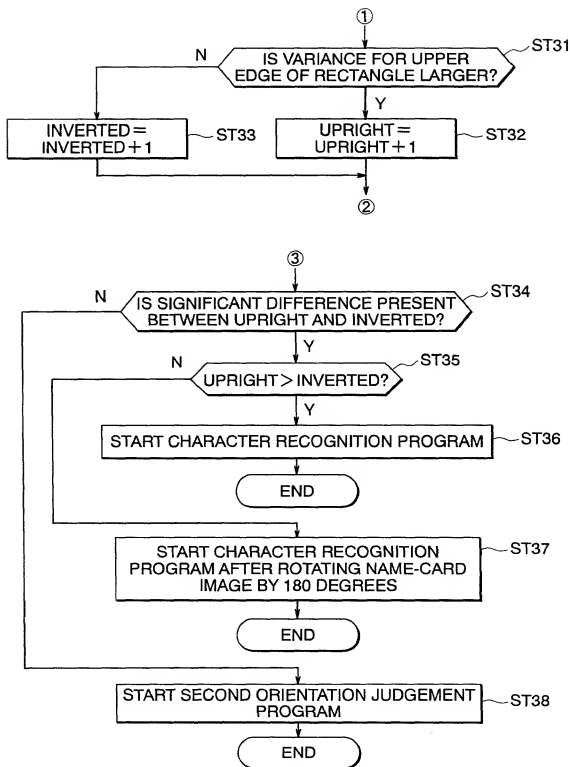 ①
N
IS VARIANCE FOR UPPER
EDGE OF RECTANGLE LARGER?
ST31
Y
INVERTED=
INVERTED+1
ST33
UPRIGHT=
UPRIGHT+1
ST32
②
③
N
IS SIGNIFICANT DIFFERENCE PRESENT
BETWEEN UPRIGHT AND INVERTED?
ST34
Y
N
UPRIGHT>INVERTED?
ST35
Y
START CHARACTER RECOGNITION PROGRAM
ST36
END
START CHARACTER RECOGNITION
PROGRAM AFTER ROTATING NAME-CARD
IMAGE BY 180 DEGREES
ST37
END
START SECOND ORIENTATION JUDGEMENT
PROGRAM
ST38
END